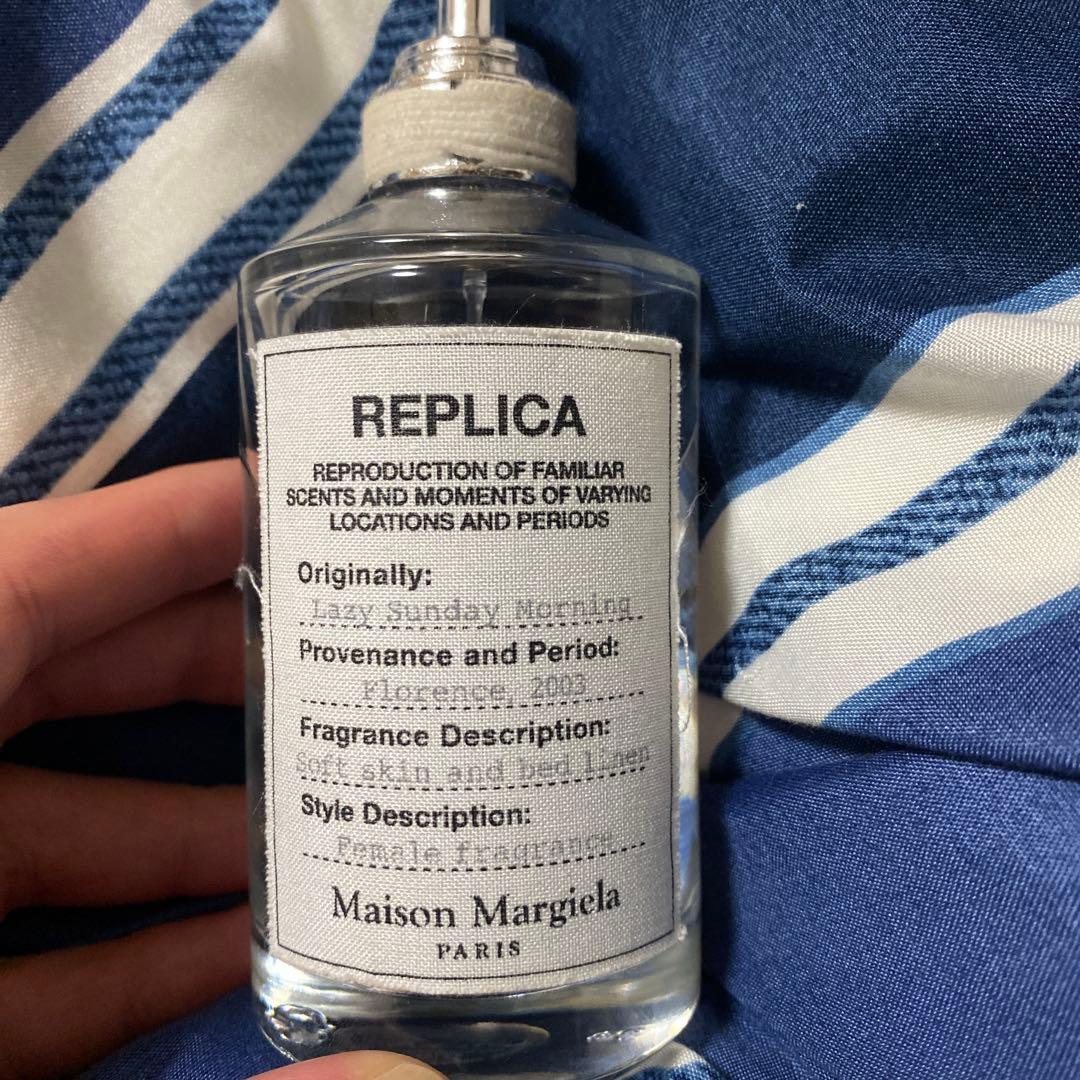 REPLICA
REPRODUCTION OF FAMILIAR
SCENTS AND MOMENTS OF VARYING
LOCATIONS AND PERIODS
Originally:
Lazy Sunday Morning
Provenance and Period:
Florence, 2003
Fragrance Description:
Soft skin and bed linen
Style Description:
Female fragrance
Maison Margiela
PARIS